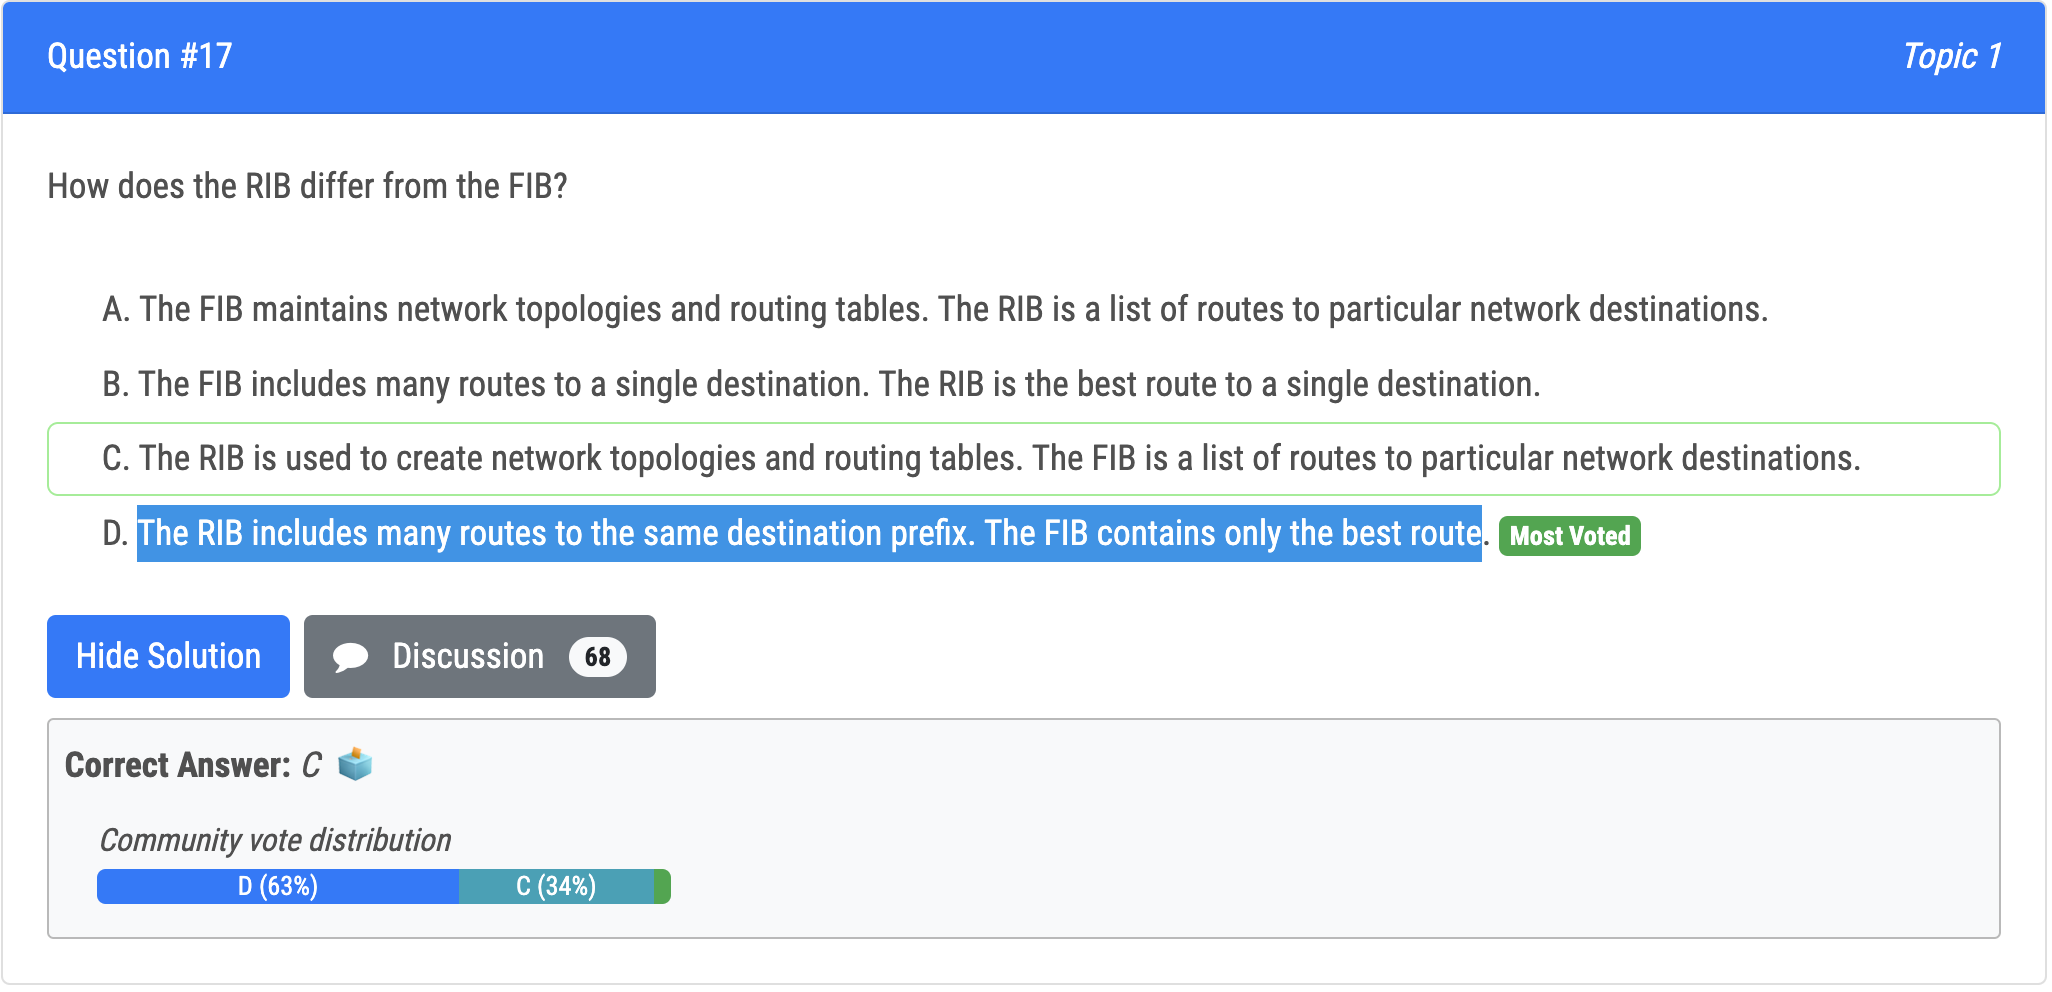 Question #17
Topic 1
How does the RIB differ from the FIB?
A. The FIB maintains network topologies and routing tables. The RIB is a list of routes to particular network destinations.
B. The FIB includes many routes to a single destination. The RIB is the best route to a single destination.
C. The RIB is used to create network topologies and routing tables. The FIB is a list of routes to particular network destinations.
D. The RIB includes many routes to the same destination prefix. The FIB contains only the best route. Most Voted
Hide Solution
Discussion 68
Correct Answer: C
Community vote distribution
D (63%) C (34%)